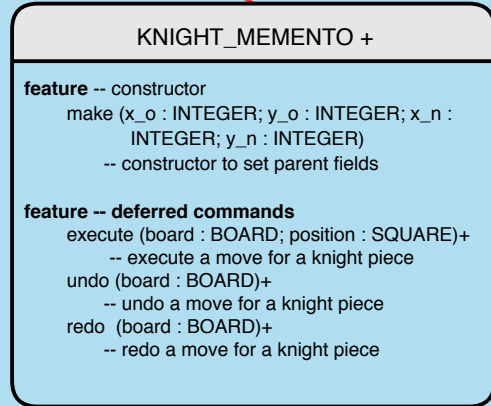 KNIGHT_MEMENTO +
feature -- constructor
make (x_o : INTEGER; y_o : INTEGER; x_n :
INTEGER; y_n : INTEGER)
-- constructor to set parent fields
feature -- deferred commands
execute (board : BOARD; position : SQUARE)+
-- execute a move for a knight piece
undo (board : BOARD)+
-- undo a move for a knight piece
redo  (board : BOARD)+
-- redo a move for a knight piece